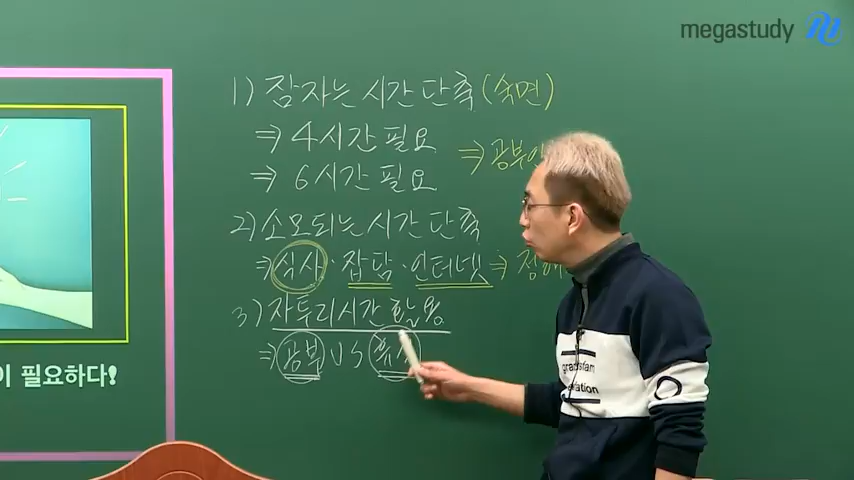 megastudy
1) 잠자는 시간 단축 (숙면)
⇒ 4시간 필요
⇒ 6시간 필요
⇒ 공부
2) 소모되는 시간 단축
⇒ 식사 · 잡담 · 인터넷 ⇒
3) 자투리시간 활용
⇒ 공부 VS 휴식
필요하다!